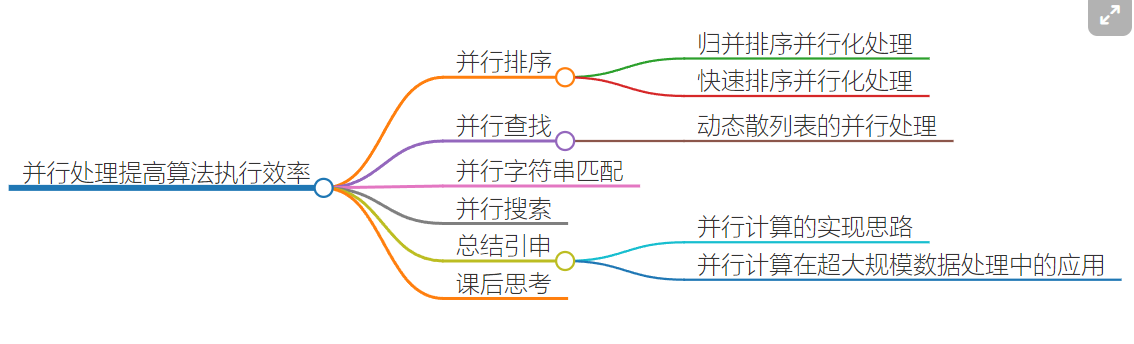 并行处理提高算法执行效率
并行排序
归并排序并行化处理
快速排序并行化处理
并行查找
动态散列表的并行处理
并行字符串匹配
并行搜索
总结引申
并行计算的实现思路
并行计算在超大规模数据处理中的应用
课后思考